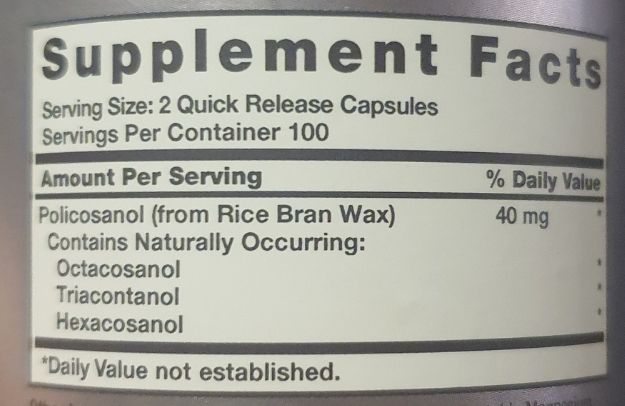 Supplement Facts
Serving Size: 2 Quick Release Capsules
Servings Per Container 100
Amount Per Serving % Daily Value
Policosanol (from Rice Bran Wax) 40 mg *
Contains Naturally Occurring:
Octacosanol *
Triacontanol *
Hexacosanol *
*Daily Value not established.